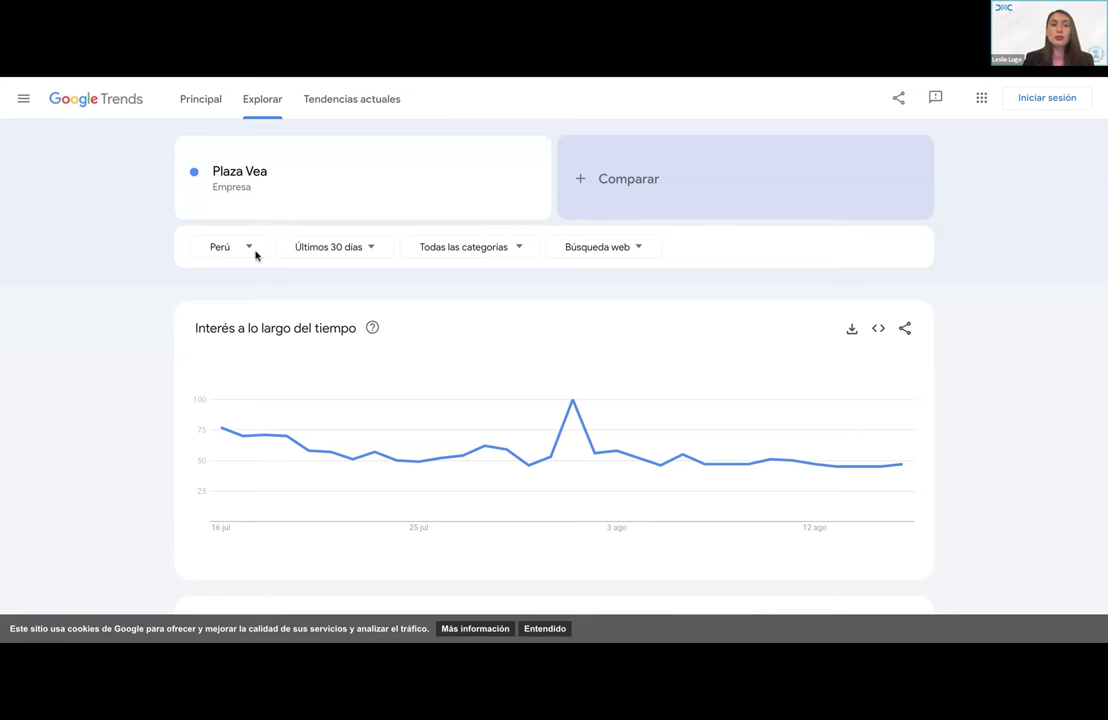 DMC
Leslie Lugo
Google Trends
Principal
Explorar
Tendencias actuales
Iniciar sesión
Plaza Vea
Empresa
+ Comparar
Perú
Últimos 30 días
Todas las categorías
Búsqueda web
Interés a lo largo del tiempo
100
75
50
25
16 jul
25 jul
3 ago
12 ago
Este sitio usa cookies de Google para ofrecer y mejorar la calidad de sus servicios y analizar el tráfico.
Más información
Entendido